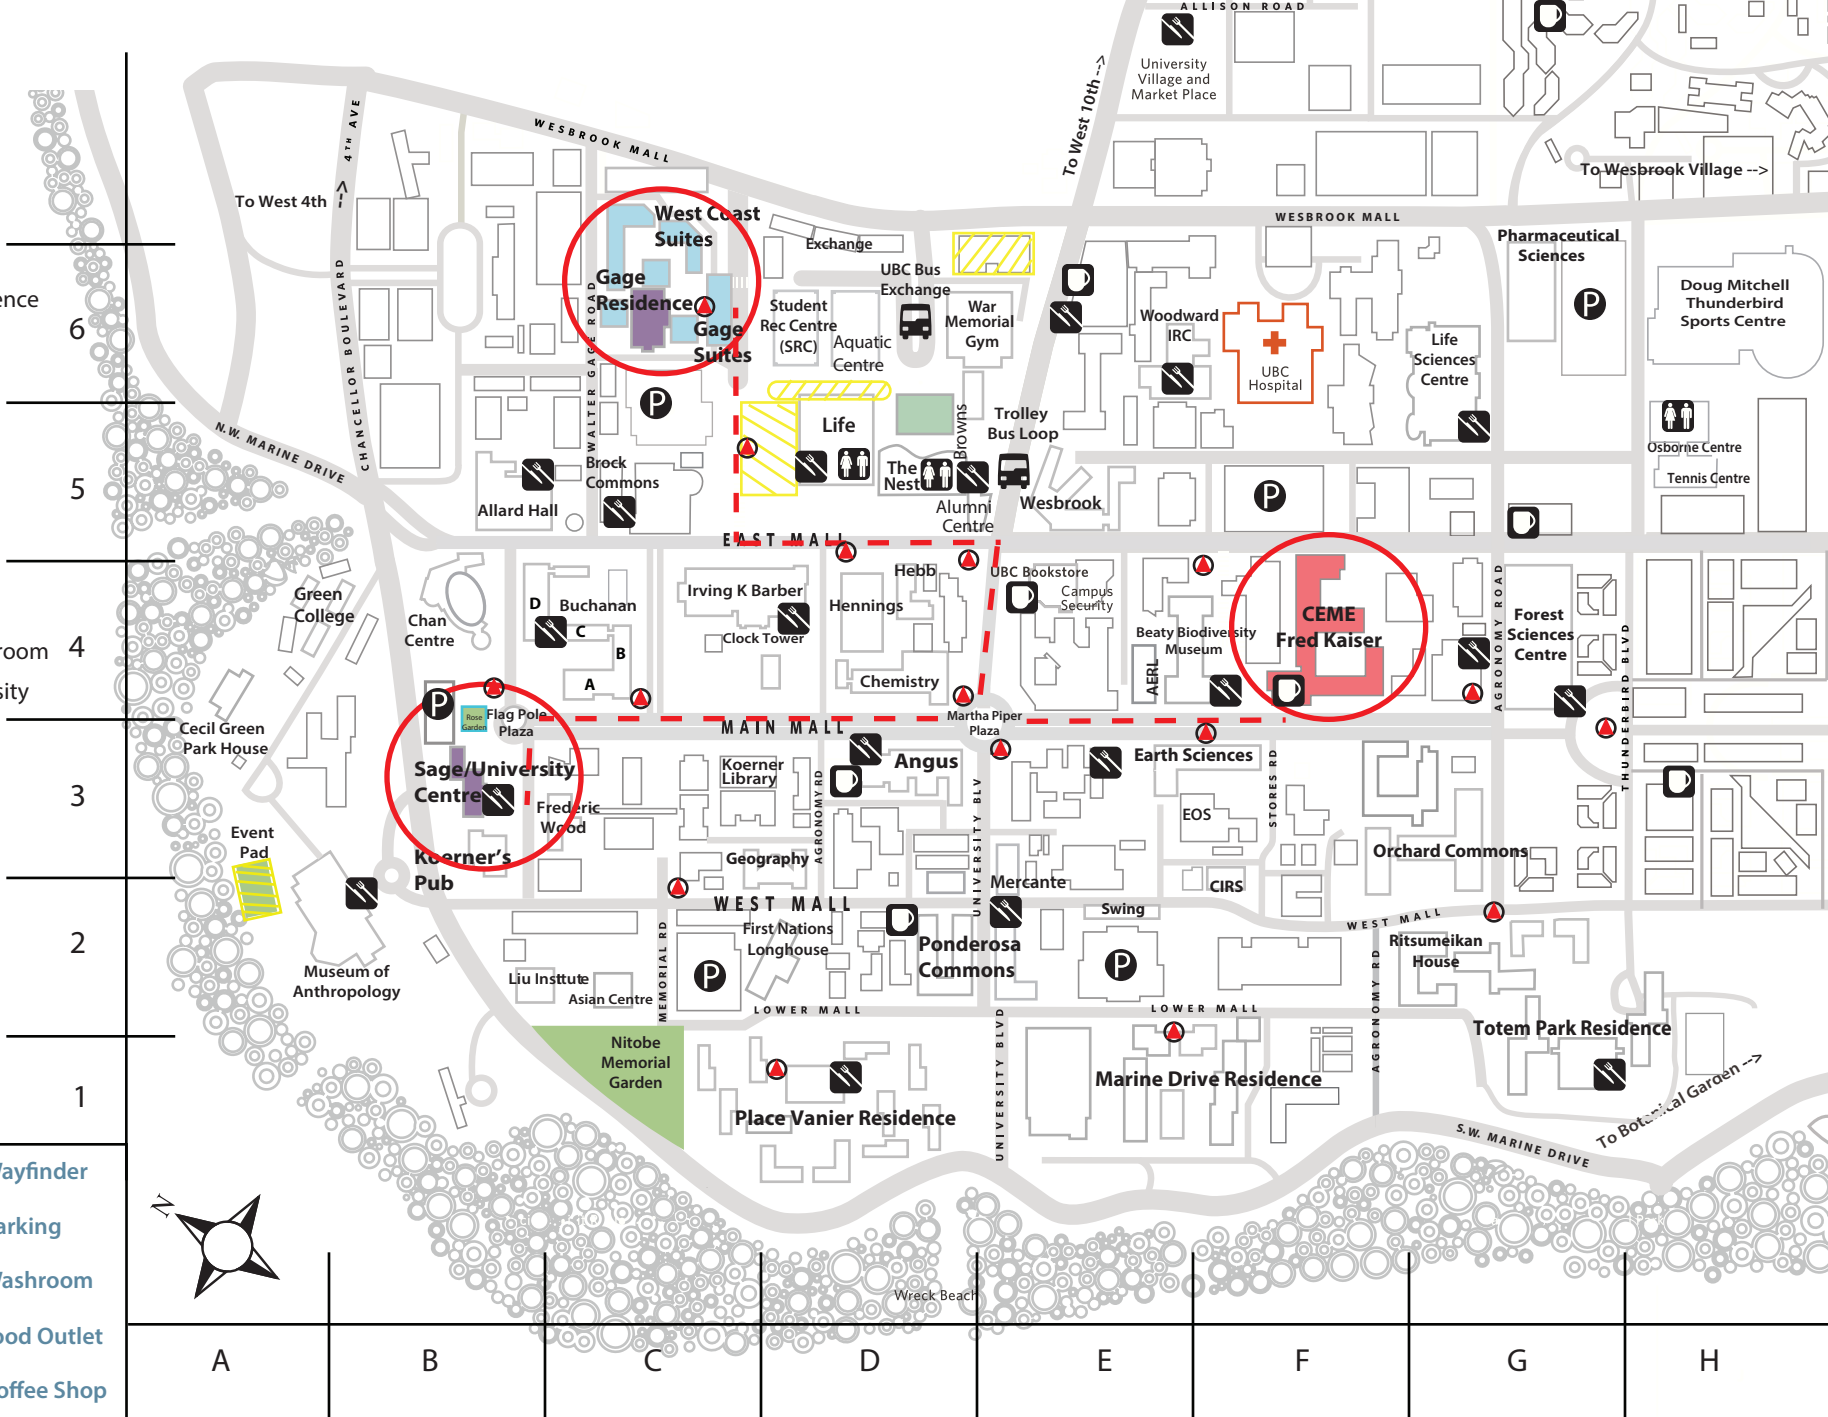 ALLISON ROAD
University
Village and
Market Place
To West 10th -->
WESBROOK MALL
4TH AVE
-->
To West 4th
To Wesbrook Village -->
WESBROOK MALL
West Coast
Suites
Exchange
Pharmaceutical
Sciences
UBC Bus
Exchange
Gage
Residence
Gage
Suites
Student
Rec Centre
(SRC)
Aquatic
Centre
War
Memorial
Gym
Woodward
IRC
UBC
Hospital
Life
Sciences
Centre
P
Doug Mitchell
Thunderbird
Sports Centre
ence
6
CHANCELLOR BOULEVARD
WALTER GAGE ROAD
P
Life
Browns
Trolley
Bus Loop
N.W. MARINE DRIVE
Brock
Commons
The
Nest
Osborne Centre
Tennis Centre
5
Allard Hall
Alumni
Centre
Wesbrook
P
EAST MALL
Green
College
Chan
Centre
D
Buchanan
C
B
A
Irving K Barber
Clock Tower
Hebb
Hennings
Chemistry
UBC Bookstore
Campus
Security
Beaty Biodiversity
Museum
AERL
CEME
Fred Kaiser
AGRONOMY ROAD
Forest
Sciences
Centre
THUNDERBIRD BLVD
room
4
sity
P
Rose
Garden
Flag Pole
Plaza
Martha Piper
Plaza
MAIN MALL
Cecil Green
Park House
Sage/University
Centre
Frederic
Wood
Koerner
Library
AGRONOMY RD
Angus
UNIVERSITY BLV
Earth Sciences
STORES RD
EOS
3
Event
Pad
Koerner's
Pub
Geography
Mercante
CIRS
Orchard Commons
WEST MALL
Swing
WEST MALL
2
First Nations
Longhouse
Ponderosa
Commons
P
P
Ritsumeikan
House
Museum of
Anthropology
Liu Insttute
Asian Centre
MEMORIAL RD
LOWER MALL
LOWER MALL
AGRONOMY RD
Totem Park Residence
Nitobe
Memorial
Garden
UNIVERSITY BLVD
Marine Drive Residence
1
Place Vanier Residence
To Botanical Garden -->
S.W. MARINE DRIVE
Wayfinder
arking
Washroom
ood Outlet
offee Shop
N
Wreck Beach
A
B
C
D
E
F
G
H